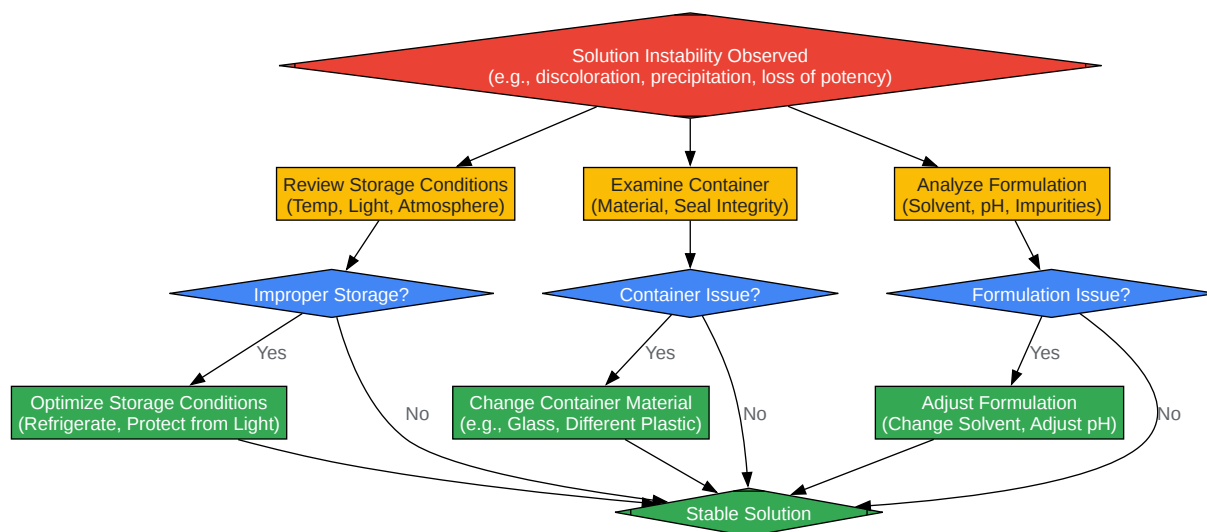 Solution Instability Observed
(e.g., discoloration, precipitation, loss of potency)
Review Storage Conditions
(Temp, Light, Atmosphere)
Examine Container
(Material, Seal Integrity)
Analyze Formulation
(Solvent, pH, Impurities)
Improper Storage?
Container Issue?
Formulation Issue?
Yes
Yes
Yes
Optimize Storage Conditions
(Refrigerate, Protect from Light)
No
Change Container Material
(e.g., Glass, Different Plastic)
No
Adjust Formulation
(Change Solvent, Adjust pH)
No
Stable Solution